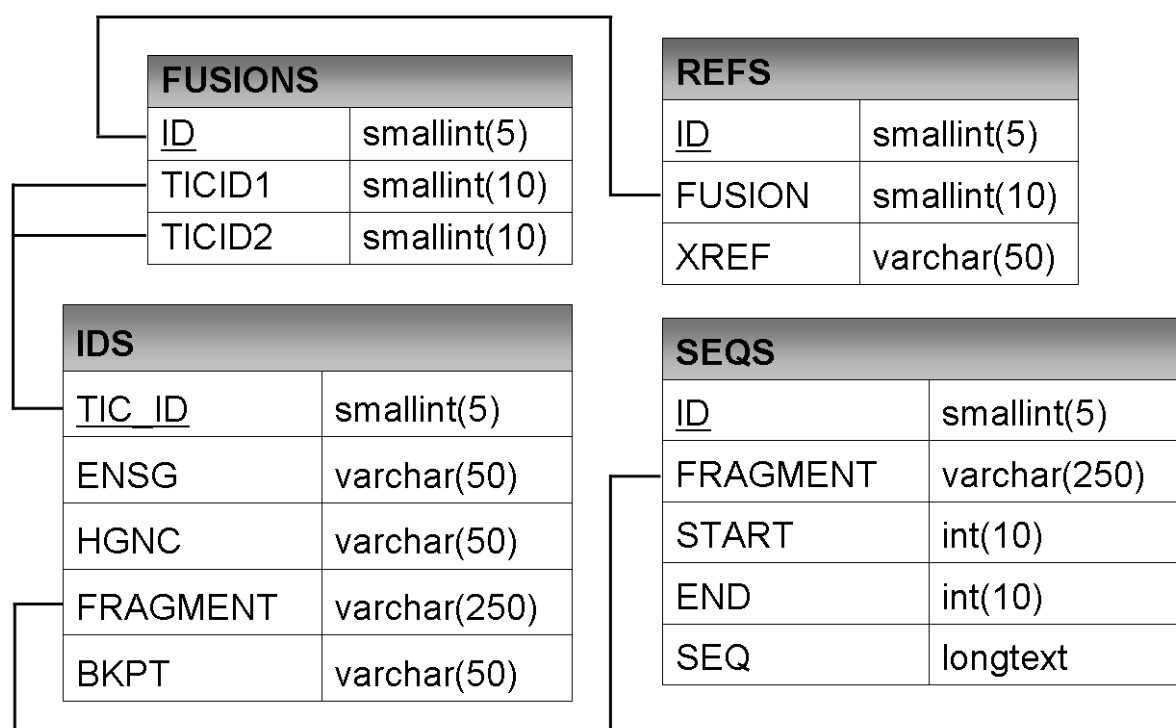 FUSIONS
ID smallint(5)
TICID1 smallint(10)
TICID2 smallint(10)
REFS
ID smallint(5)
FUSION smallint(10)
XREF varchar(50)
IDS
TIC_ID smallint(5)
ENSG varchar(50)
HGNC varchar(50)
FRAGMENT varchar(250)
BKPT varchar(50)
SEQS
ID smallint(5)
FRAGMENT varchar(250)
START int(10)
END int(10)
SEQ longtext